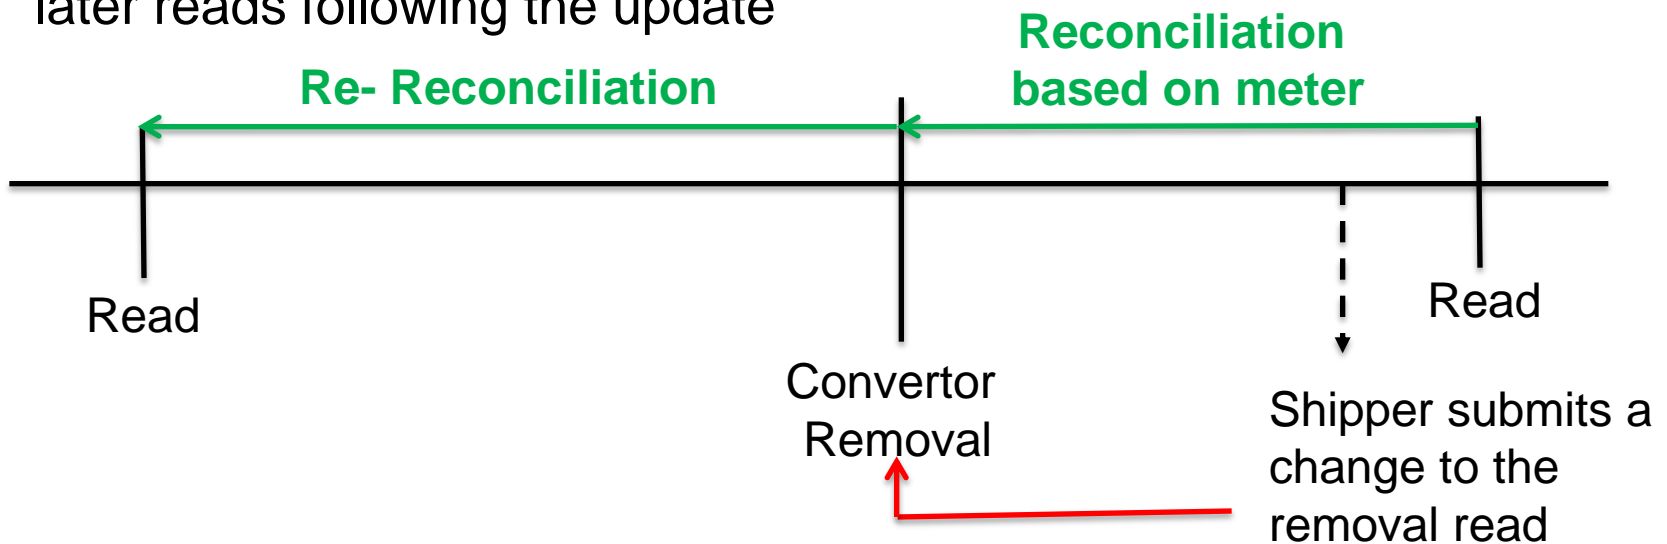 later reads following the update
Reconciliation
based on meter
Re- Reconciliation
Read
Read
Convertor
Removal
Shipper submits a
change to the
removal read